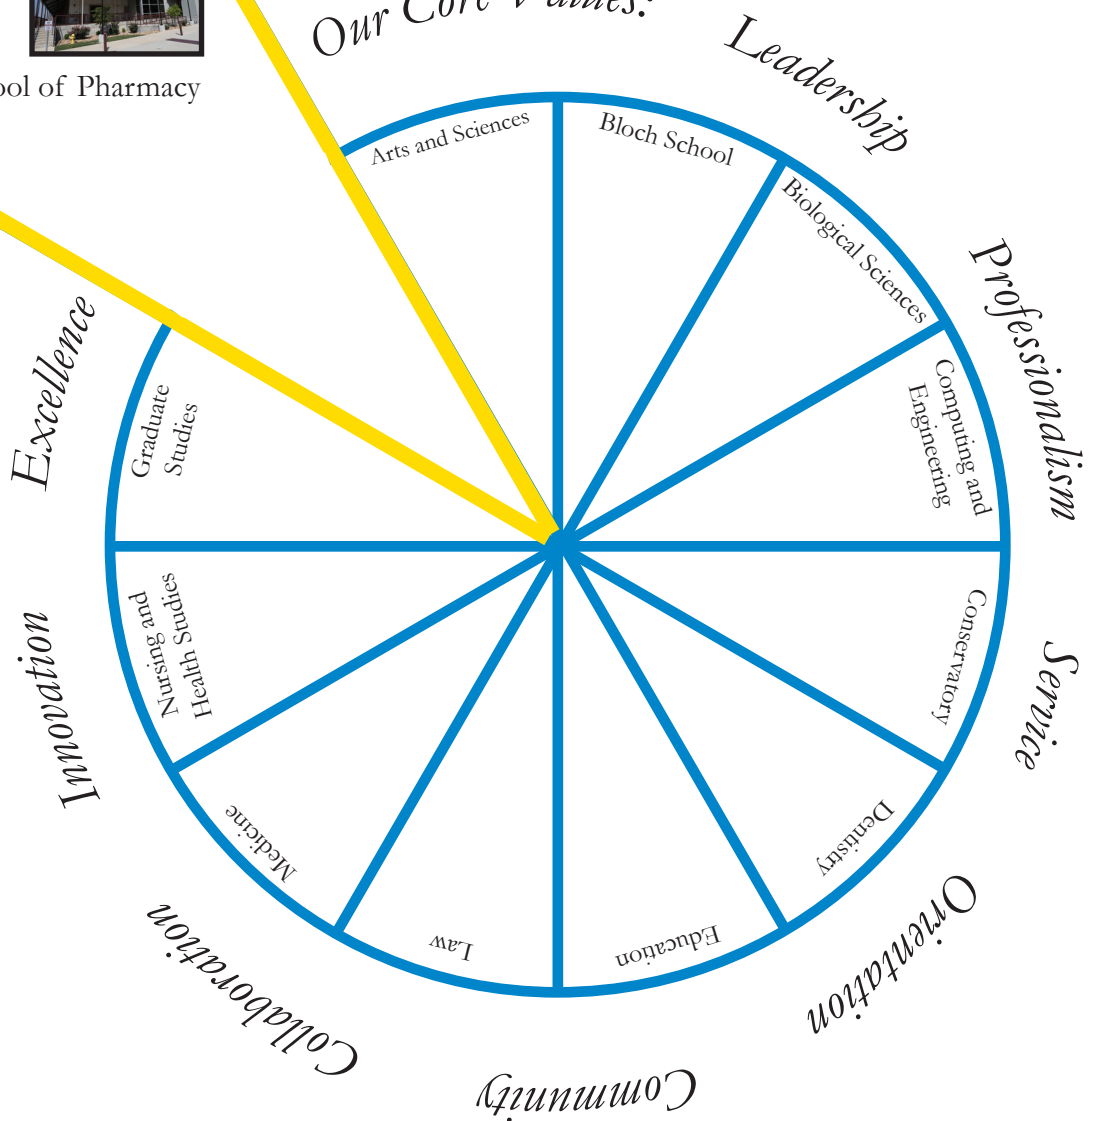 Our Core Values:
ool of Pharmacy
Leadership
Professionalism
Service
Orientation
Community
Collaboration
Innovation
Excellence
Arts and Sciences
Bloch School
Biological Sciences
Computing and
Engineering
Conservatory
Dentistry
Education
Law
Medicine
Nursing and
Health Studies
Graduate
Studies